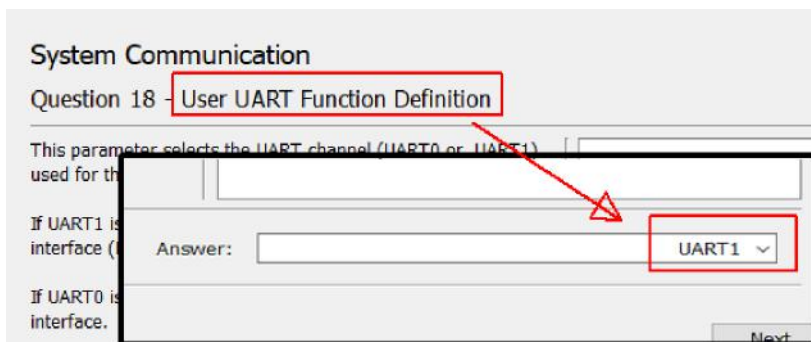 System Communication
Question 18 - User UART Function Definition
This parameter selects the UART channel (UART0 or UART1)
used for th
If UART1 is
interface (
Answer: UART1
If UART0 is
interface.
Next